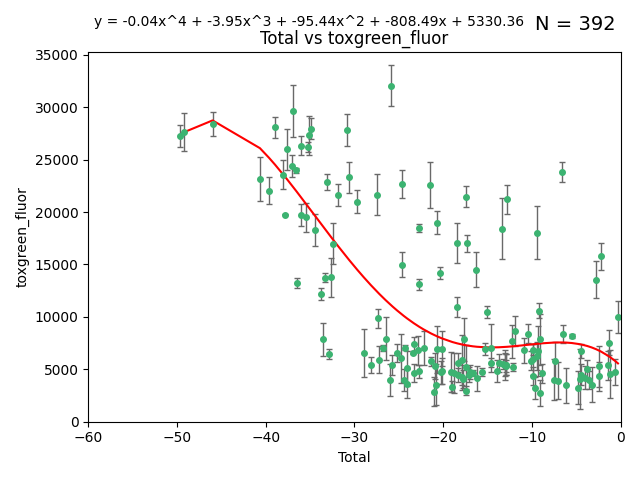 y = -0.04x^4 + -3.95x^3 + -95.44x^2 + -808.49x + 5330.36 N = 392
Total vs toxgreen_fluor
35000
30000
25000
20000
15000
10000
5000
0
toxgreen_fluor
−60 −50 −40 −30 −20 −10 0
Total